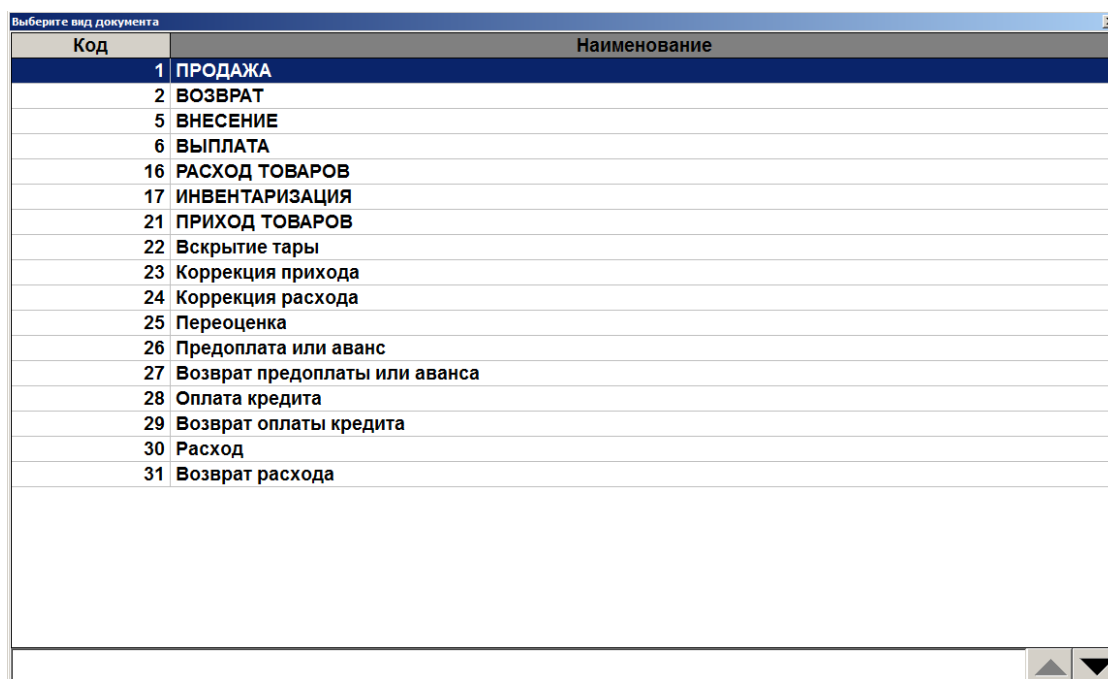 Выберите вид документа
Код Наименование
1 ПРОДАЖА
2 ВОЗВРАТ
5 ВНЕСЕНИЕ
6 ВЫПЛАТА
16 РАСХОД ТОВАРОВ
17 ИНВЕНТАРИЗАЦИЯ
21 ПРИХОД ТОВАРОВ
22 Вскрытие тары
23 Коррекция прихода
24 Коррекция расхода
25 Переоценка
26 Предоплата или аванс
27 Возврат предоплаты или аванса
28 Оплата кредита
29 Возврат оплаты кредита
30 Расход
31 Возврат расхода